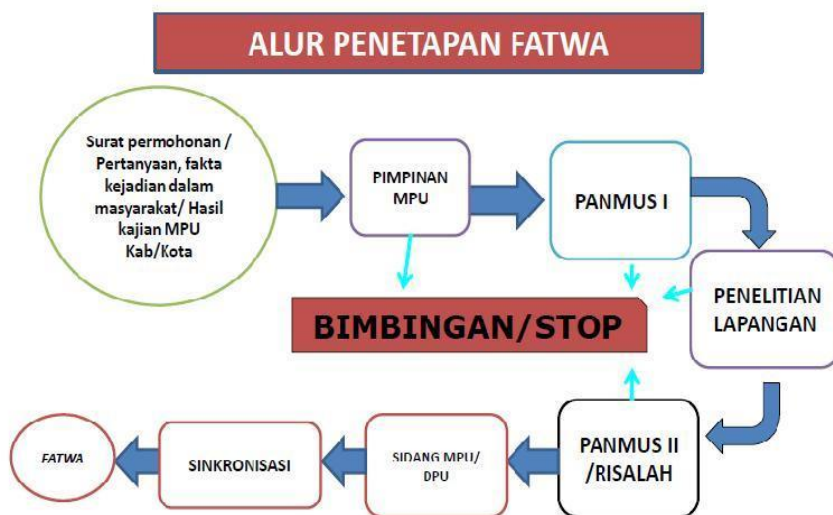 ALUR PENETAPAN FATWA
Surat permohonan /
Pertanyaan, fakta
kejadian dalam
masyarakat/ Hasil
kajian MPU
Kab/Kota
PIMPINAN
MPU
PANMUS I
PENELITIAN
LAPANGAN
BIMBINGAN/STOP
PANMUS II
/RISALAH
SIDANG MPU/
DPU
SINKRONISASI
FATWA